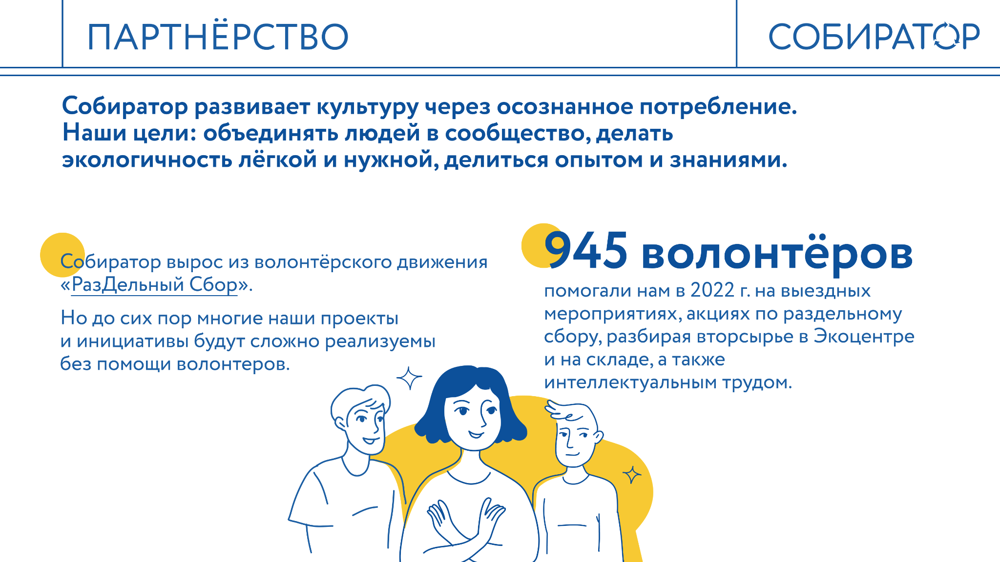 ПАРТНЁРСТВО
СОБИРАТОР
Собиратор развивает культуру через осознанное потребление.
Наши цели: объединять людей в сообщество, делать
экологичность лёгкой и нужной, делиться опытом и знаниями.
Собиратор вырос из волонтёрского движения
«РазДельный Сбор».
Но до сих пор многие наши проекты
и инициативы будут сложно реализуемы
без помощи волонтеров.
945 волонтёров
помогали нам в 2022 г. на выездных
мероприятиях, акциях по раздельному
сбору, разбирая вторсырье в Экоцентре
и на складе, а также
интеллектуальным трудом.